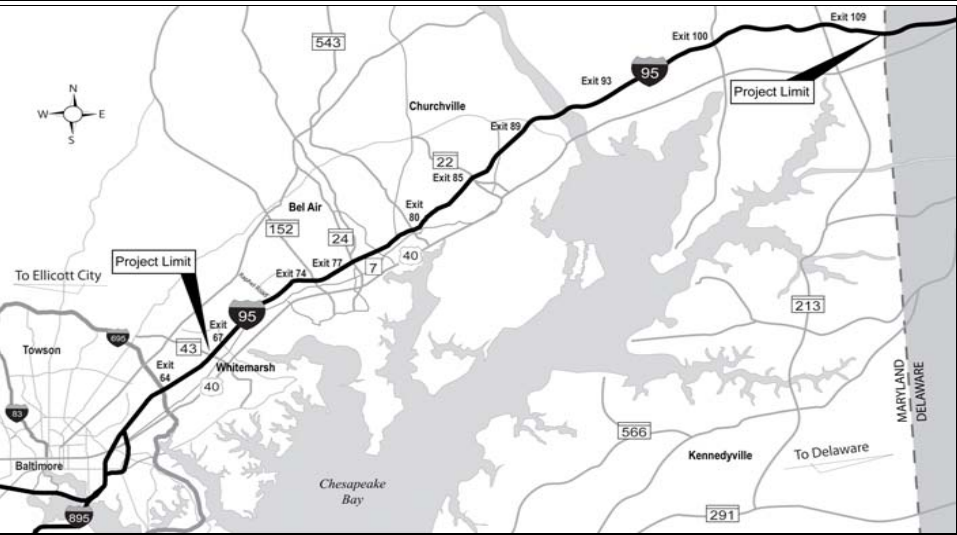 543
Exit 109
Exit 100
95
Exit 93
Project Limit
N
W
E
S
Churchville
Exit 89
22
Exit 85
Bel Air
Exit
80
152
24
40
Project Limit
Exit 77
7
Exit 74
To Ellicott City
Raphel Road
95
213
695
Exit
67
43
Towson
Whitemarsh
Exit
64
40
MARYLAND
DELAWARE
83
566
Kennedyville
To Delaware
Baltimore
Chesapeake
Bay
291
895